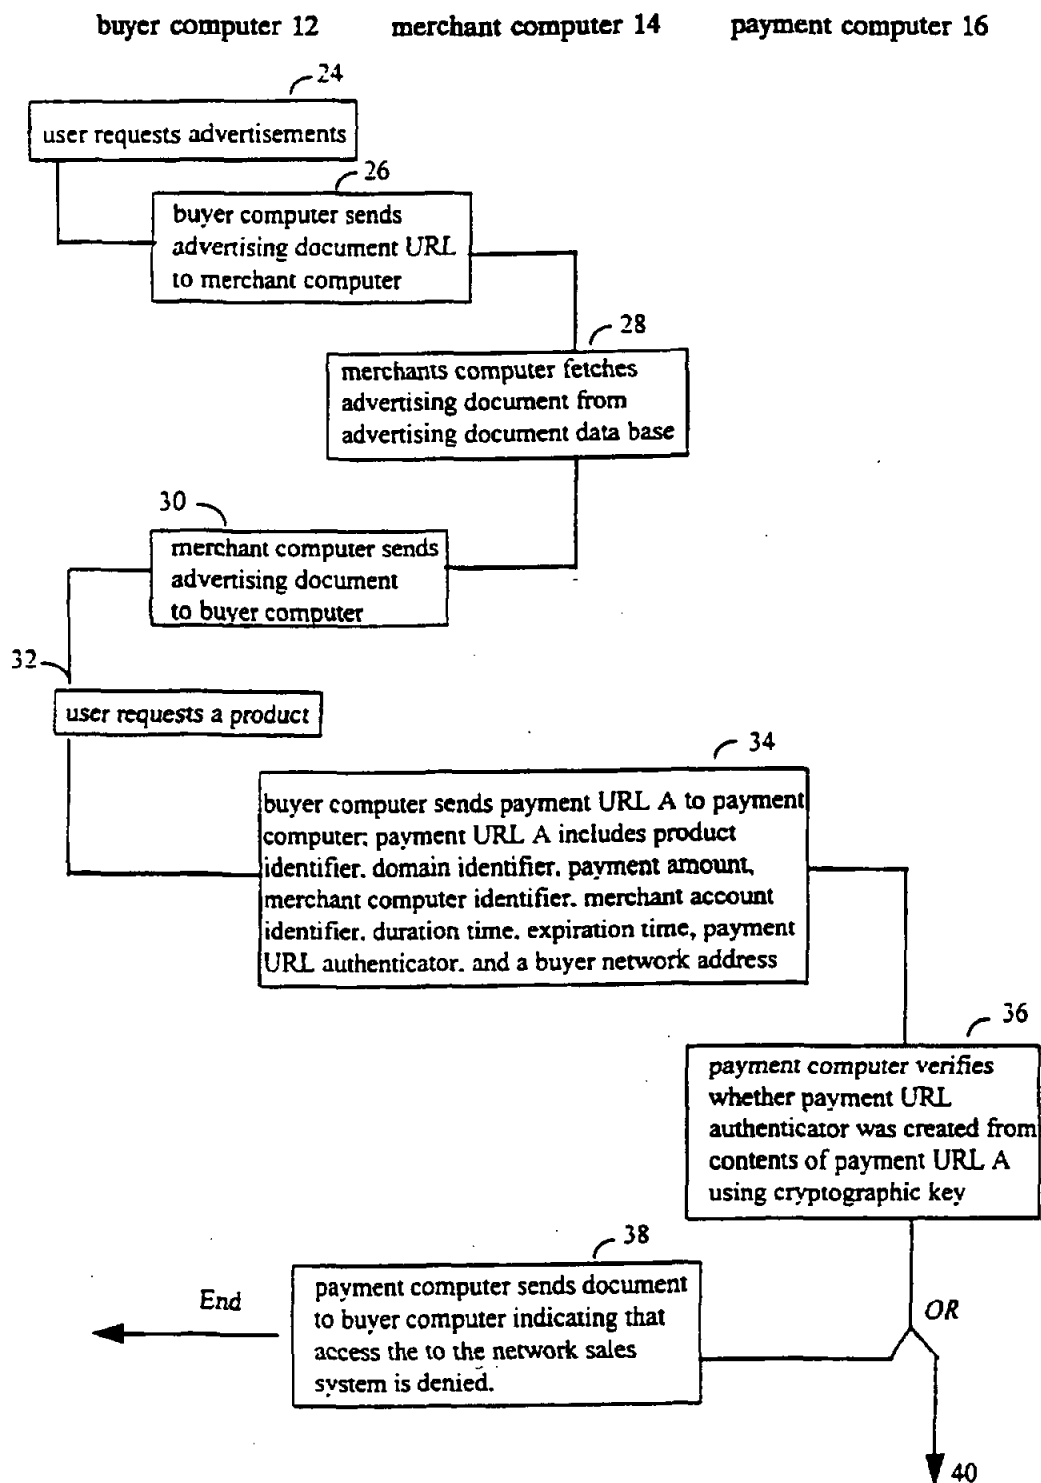 buyer computer 12 merchant computer 14 payment computer 16
24
user requests advertisements
26
buyer computer sends
advertising document URL
to merchant computer
28
merchants computer fetches
advertising document from
advertising document data base
30
merchant computer sends
advertising document
to buyer computer
32
user requests a product
34
buyer computer sends payment URL A to payment
computer; payment URL A includes product
identifier, domain identifier, payment amount,
merchant computer identifier, merchant account
identifier, duration time, expiration time, payment
URL authenticator, and a buyer network address
36
payment computer verifies
whether payment URL
authenticator was created from
contents of payment URL A
using cryptographic key
38
payment computer sends document
to buyer computer indicating that
access the to the network sales
system is denied.
End
OR
40